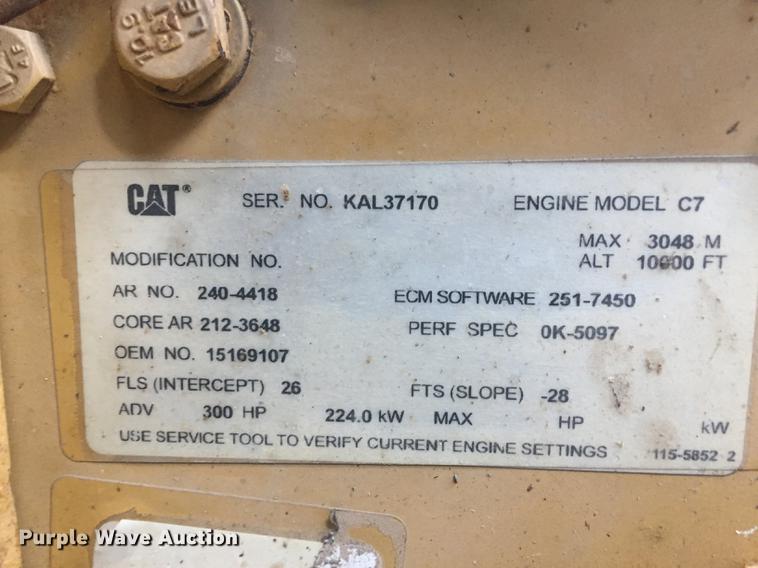 CAT® SER. NO. KAL37170 ENGINE MODEL C7
MAX 3048 M
MODIFICATION NO. ALT 10000 FT
AR NO. 240-4418 ECM SOFTWARE 251-7450
CORE AR 212-3648 PERF SPEC 0K-5097
OEM NO. 15169107
FLS (INTERCEPT) 26 FTS (SLOPE) -28
ADV 300 HP 224.0 kW MAX HP kW
USE SERVICE TOOL TO VERIFY CURRENT ENGINE SETTINGS 115-5852 2
Purple Wave Auction